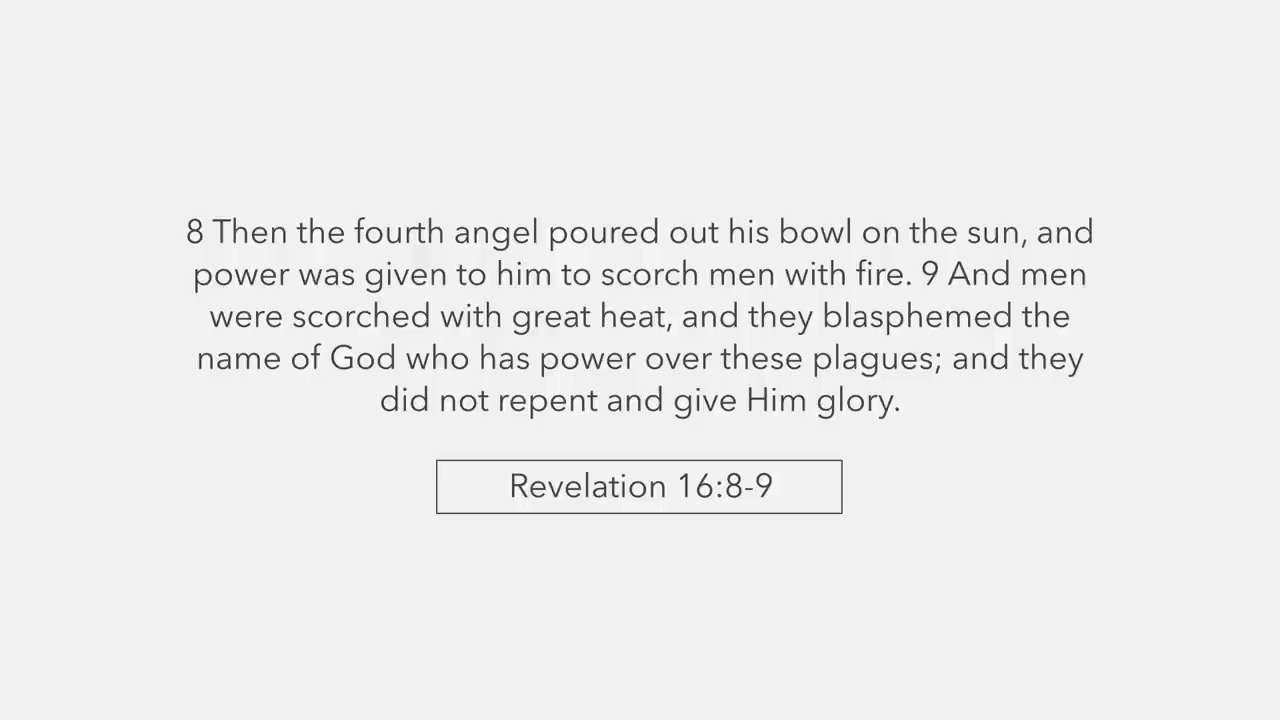 8 Then the fourth angel poured out his bowl on the sun, and
power was given to him to scorch men with fire. 9 And men
were scorched with great heat, and they blasphemed the
name of God who has power over these plagues; and they
did not repent and give Him glory.
Revelation 16:8-9